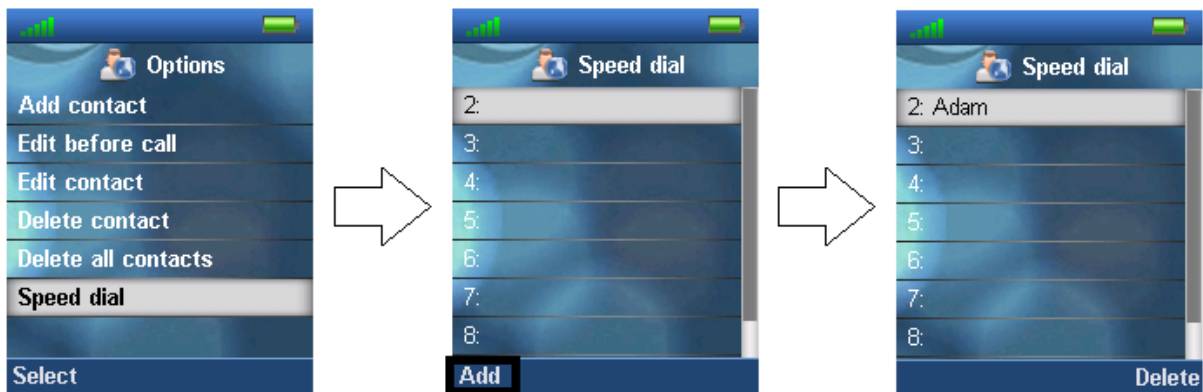 Options
Add contact
Edit before call
Edit contact
Delete contact
Delete all contacts
Speed dial
Select
Speed dial
2:
3:
4:
5:
6:
7:
8:
Add
Speed dial
2: Adam
3:
4:
5:
6:
7:
8:
Delete